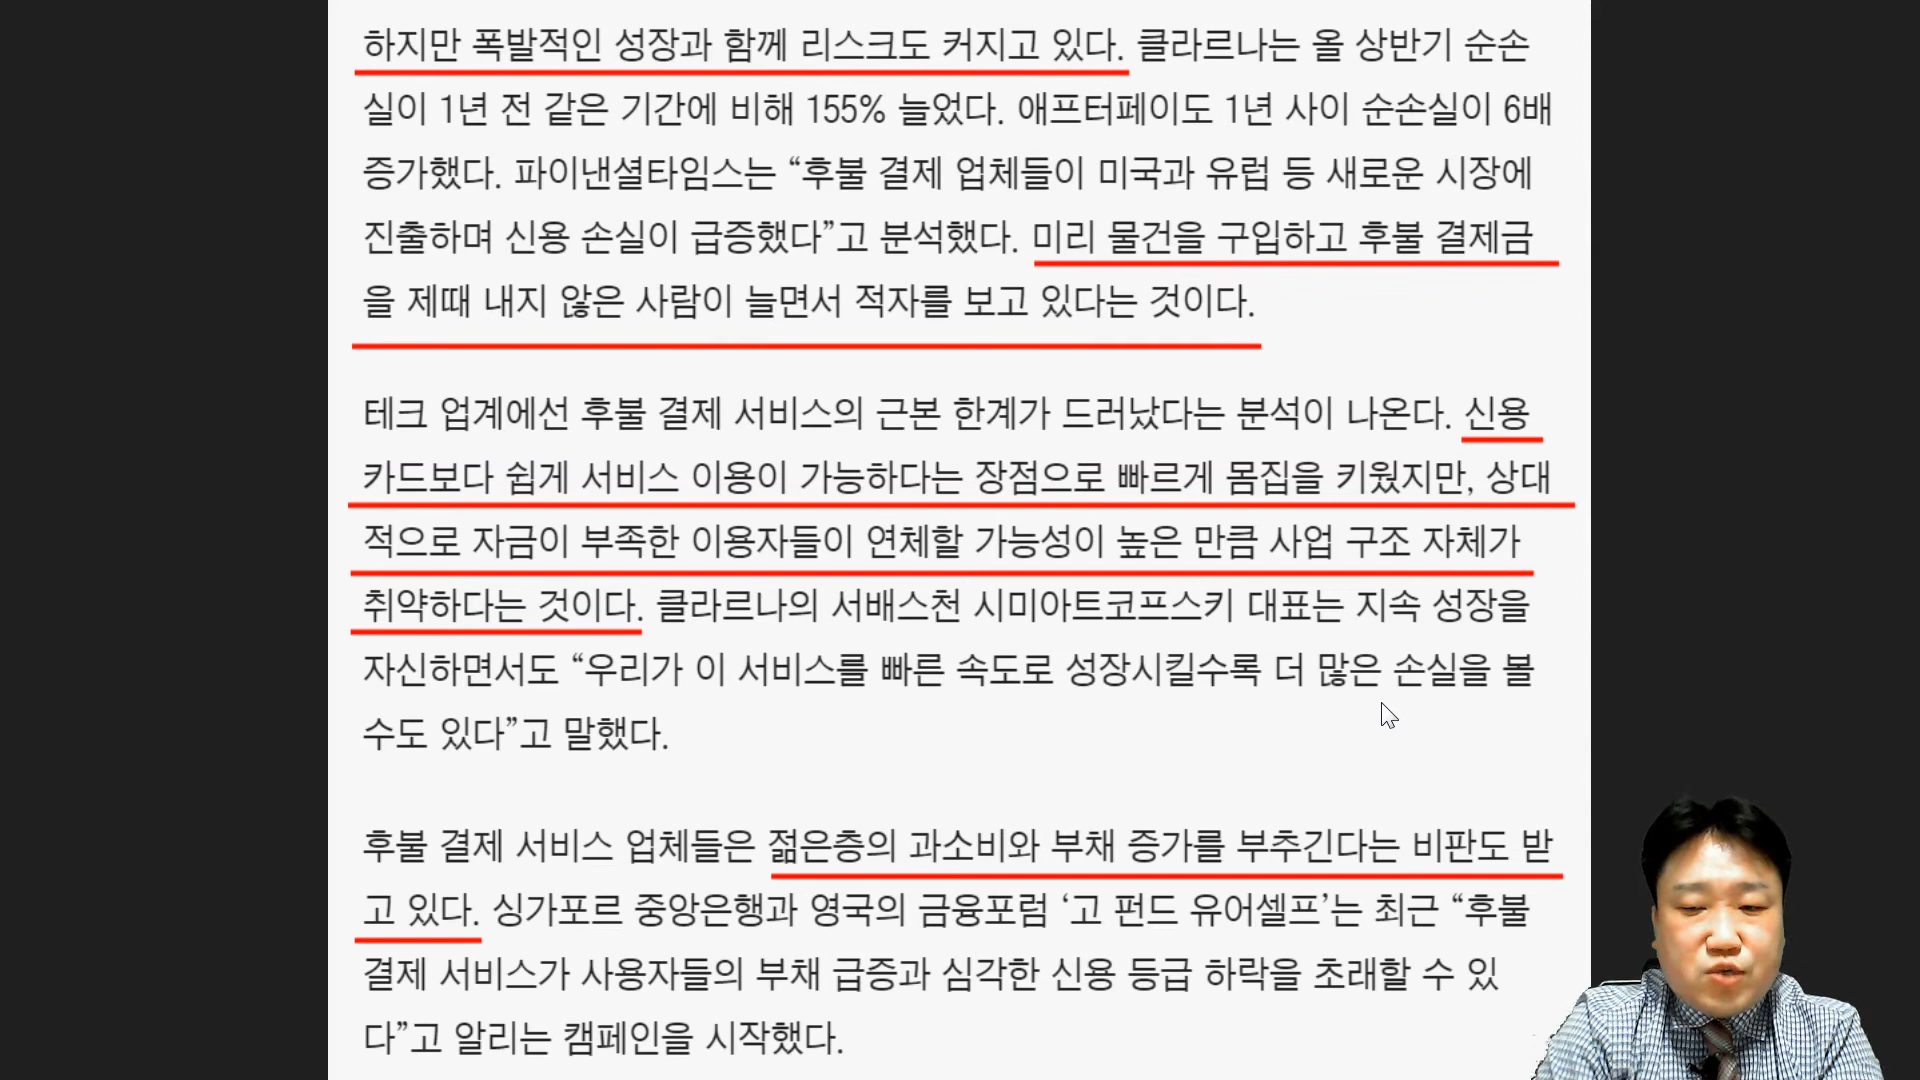 하지만 폭발적인 성장과 함께 리스크도 커지고 있다. 클라르나는 올 상반기 순손
실이 1년 전 같은 기간에 비해 155% 늘었다. 애프터페이도 1년 사이 순손실이 6배
증가했다. 파이낸셜타임스는 “후불 결제 업체들이 미국과 유럽 등 새로운 시장에
진출하며 신용 손실이 급증했다”고 분석했다. 미리 물건을 구입하고 후불 결제금
을 제때 내지 않은 사람이 늘면서 적자를 보고 있다는 것이다.
테크 업계에선 후불 결제 서비스의 근본 한계가 드러났다는 분석이 나온다. 신용
카드보다 쉽게 서비스 이용이 가능하다는 장점으로 빠르게 몸집을 키웠지만, 상대
적으로 자금이 부족한 이용자들이 연체할 가능성이 높은 만큼 사업 구조 자체가
취약하다는 것이다. 클라르나의 서배스천 시미아트코프스키 대표는 지속 성장을
자신하면서도 “우리가 이 서비스를 빠른 속도로 성장시킬수록 더 많은 손실을 볼
수도 있다”고 말했다.
후불 결제 서비스 업체들은 젊은층의 과소비와 부채 증가를 부추긴다는 비판도 받
고 있다. 싱가포르 중앙은행과 영국의 금융포럼 ‘고 펀드 유어셀프’는 최근 “후불
결제 서비스가 사용자들의 부채 급증과 심각한 신용 등급 하락을 초래할 수 있
다”고 알리는 캠페인을 시작했다.